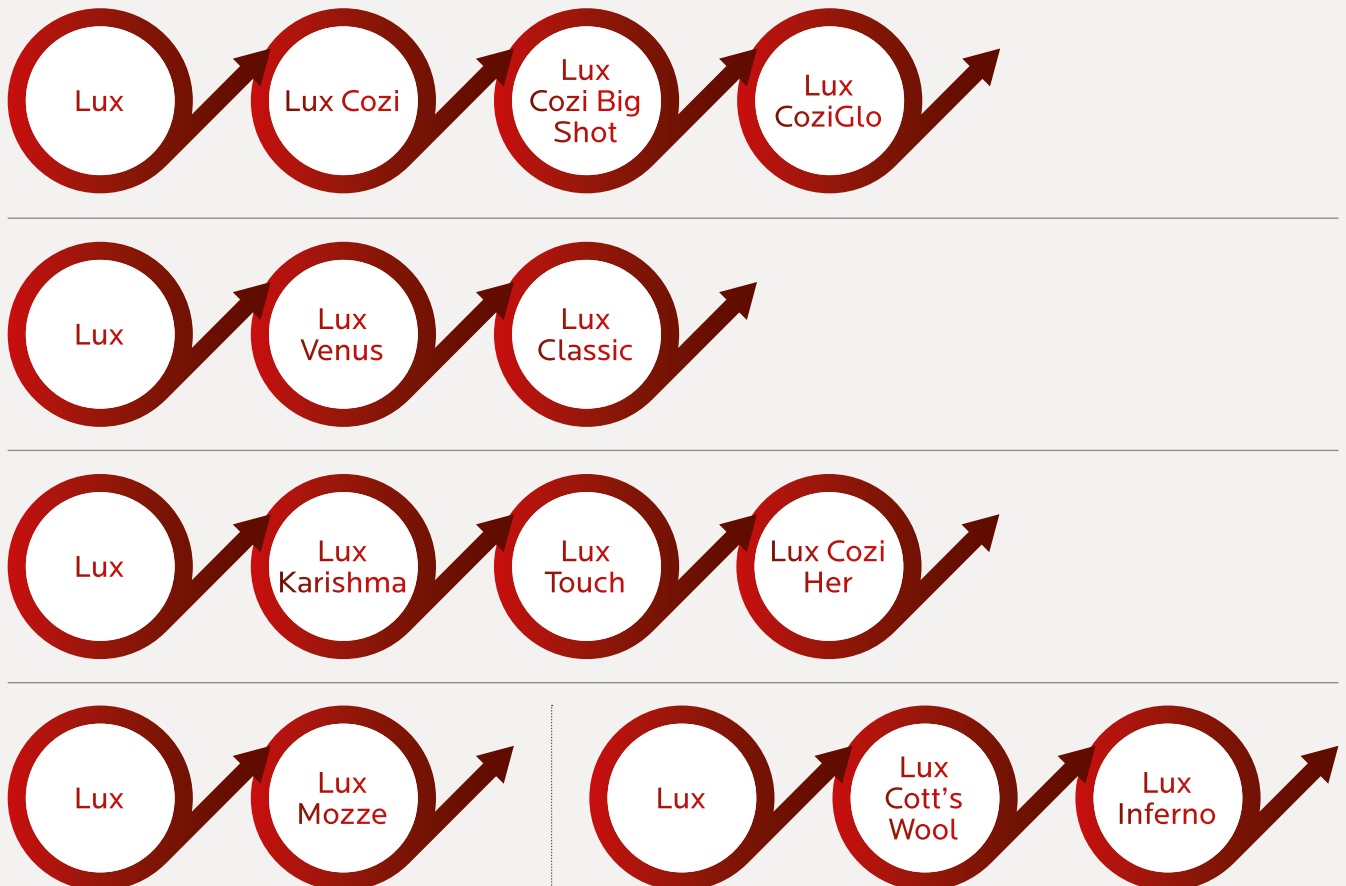 Lux
Lux Cozi
Lux
Cozi Big
Shot
Lux
CoziGlo
Lux
Lux
Venus
Lux
Classic
Lux
Lux
Karishma
Lux
Touch
Lux Cozi
Her
Lux
Lux
Mozze
Lux
Lux
Cott’s
Wool
Lux
Inferno